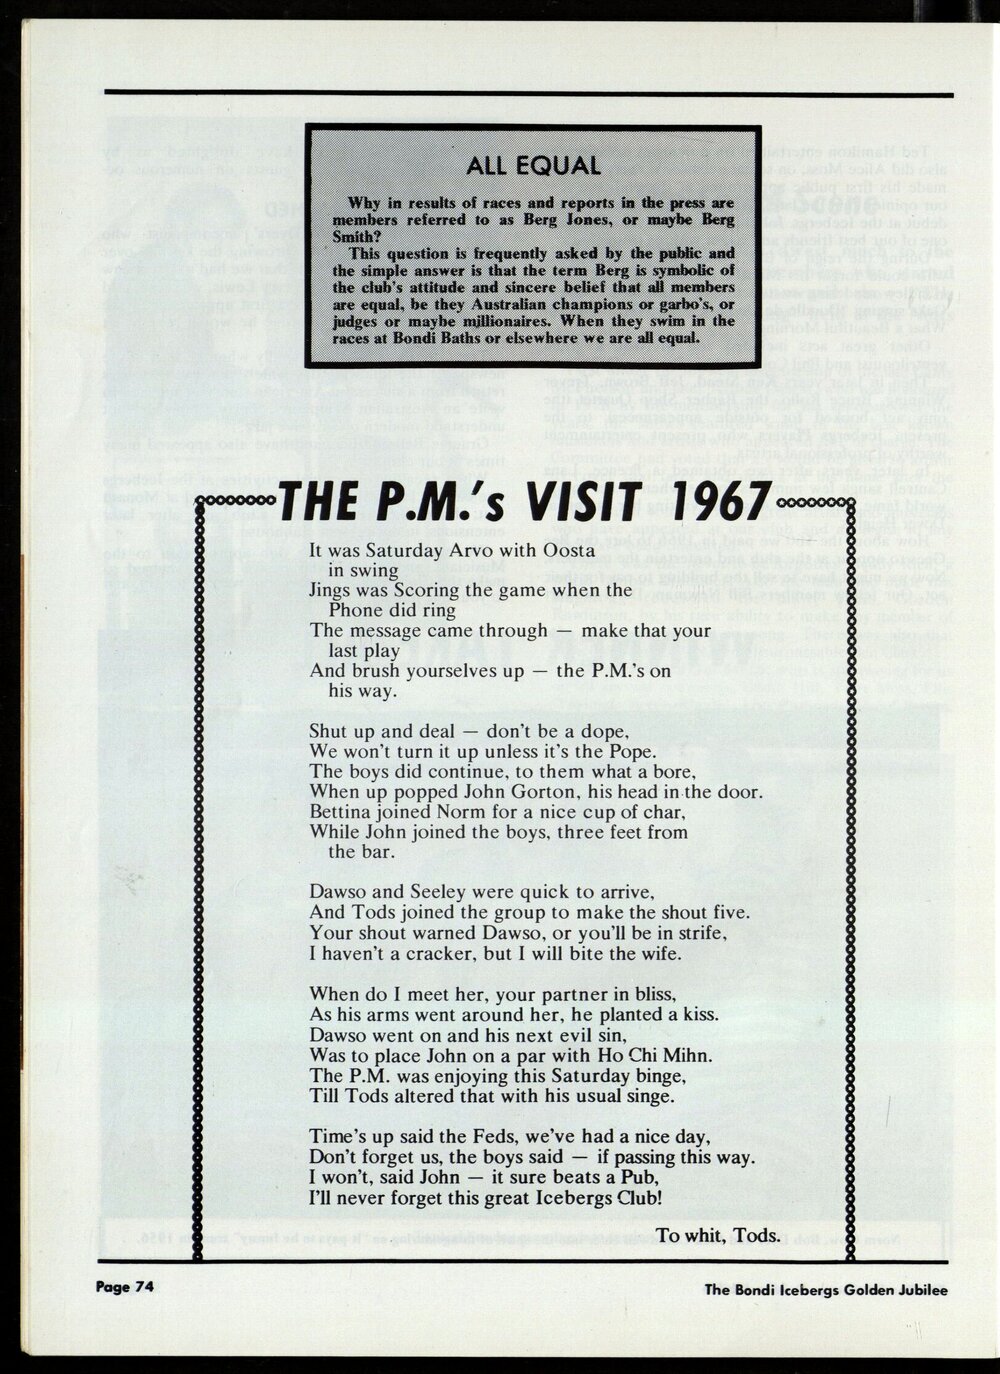 ALL EQUAL
Why in results of races and reports in the press are
members referred to as Berg Jones, or maybe Berg
Smith?
This question is frequently asked by the public and
the simple answer is that the term Berg is symbolic of
the club's attitude and sincere belief that all members
are equal, be they Australian champions or garbo's, or
judges or maybe millionaires. When they swim in the
races at Bondi Baths or elsewhere we are all equal.
THE P.M.'s VISIT 1967
It was Saturday Arvo with Oosta
in swing
Jings was Scoring the game when the
Phone did ring
The message came through — make that your
last play
And brush yourselves up — the P.M.'s on
his way.
Shut up and deal — don't be a dope,
We won't turn it up unless it's the Pope.
The boys did continue, to them what a bore,
When up popped John Gorton, his head in the door.
Bettina joined Norm for a nice cup of char,
While John joined the boys, three feet from
the bar.
Dawso and Seeley were quick to arrive,
And Tods joined the group to make the shout five.
Your shout warned Dawso, or you'll be in strife,
I haven't a cracker, but I will bite the wife.
When do I meet her, your partner in bliss,
As his arms went around her, he planted a kiss.
Dawso went on and his next evil sin,
Was to place John on a par with Ho Chi Mihn.
The P.M. was enjoying this Saturday binge,
Till Tods altered that with his usual singe.
Time's up said the Feds, we've had a nice day,
Don't forget us, the boys said — if passing this way.
I won't, said John — it sure beats a Pub,
I'll never forget this great Icebergs Club!
To whit, Tods.
Page 74
The Bondi Icebergs Golden Jubilee